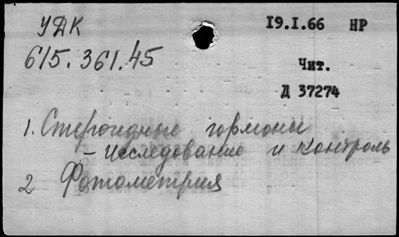 УДК 19.I.66 НР
615.361.45
Чит.
Д 37274
1. Стероидные гормоны
– исследование и контроль
2 Фотометрия